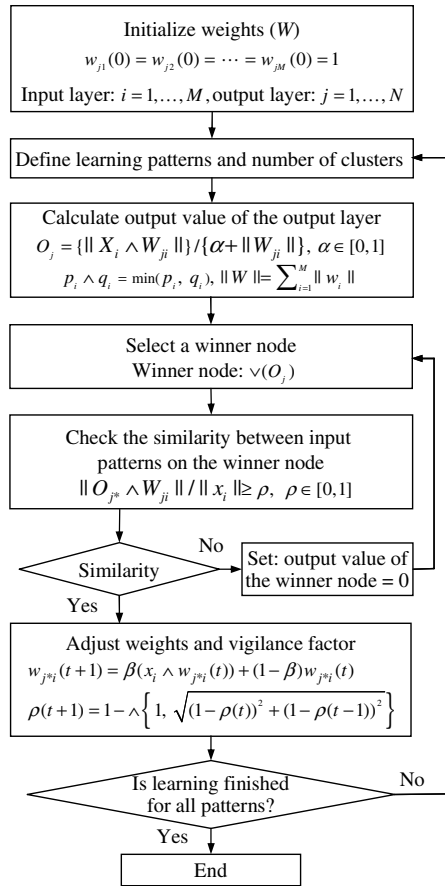 Initialize weights (W)
w_{j1}(0) = w_{j2}(0) = ⋯ = w_{jM}(0) = 1
Input layer: i = 1,…, M, output layer: j = 1,…, N
Define learning patterns and number of clusters
Calculate output value of the output layer
O_j = {|| X_i ∧ W_{ji} ||}/{α+ || W_{ji} ||}, α ∈ [0,1]
p_i ∧ q_i = min(p_i, q_i), || W || = ∑_{i=1}^{M} || w_i ||
Select a winner node
Winner node: ∨(O_j)
Check the similarity between input
patterns on the winner node
|| O_{j*} ∧ W_{ji} || / || x_i || ≥ ρ, ρ ∈ [0,1]
Similarity
No
Set: output value of
the winner node = 0
Yes
Adjust weights and vigilance factor
w_{j*i}(t+1) = β(x_i ∧ w_{j*i}(t)) + (1−β)w_{j*i}(t)
ρ(t+1) = 1 − ∧{1, √((1−ρ(t))² + (1−ρ(t−1))²)}
Is learning finished
for all patterns?
No
Yes
End